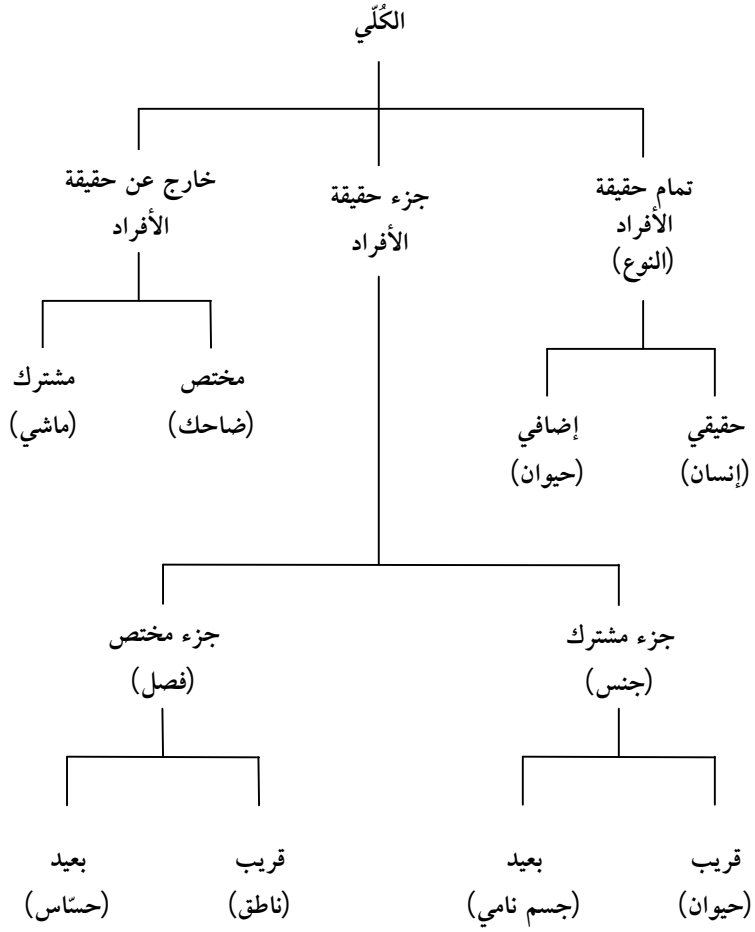 الكُلّي
تمام حقيقة
الأفراد
(النوع)
جزء حقيقة
الأفراد
خارج عن حقيقة
الأفراد
حقيقي
(إنسان)
إضافي
(حيوان)
مختص
(ضاحك)
مشترك
(ماشي)
جزء مشترك
(جنس)
جزء مختص
(فصل)
قريب
(حيوان)
بعيد
(جسم نامي)
قريب
(ناطق)
بعيد
(حسّاس)